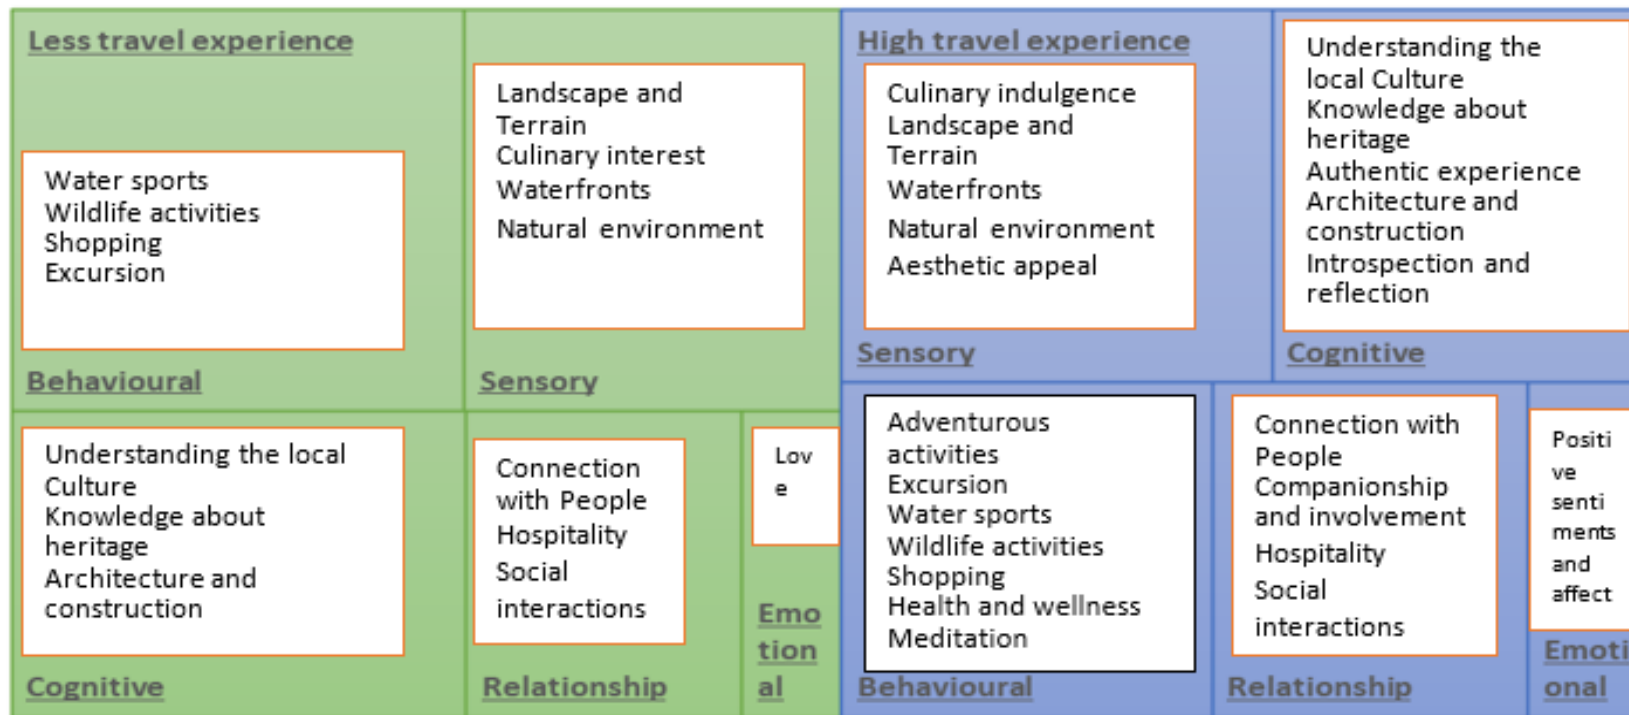 Less travel experience
Water sports
Wildlife activities
Shopping
Excursion
Behavioural
Landscape and
Terrain
Culinary interest
Waterfronts
Natural environment
Sensory
Understanding the local
Culture
Knowledge about
heritage
Architecture and
construction
Cognitive
Connection
with People
Hospitality
Social
interactions
Relationship
Lov
e
Emo
tion
al
High travel experience
Culinary indulgence
Landscape and
Terrain
Waterfronts
Natural environment
Aesthetic appeal
Sensory
Understanding the
local Culture
Knowledge about
heritage
Authentic experience
Architecture and
construction
Introspection and
reflection
Cognitive
Adventurous
activities
Excursion
Water sports
Wildlife activities
Shopping
Health and wellness
Meditation
Behavioural
Connection with
People
Companionship
and involvement
Hospitality
Social
interactions
Relationship
Positi
ve
senti
ments
and
affect
Emoti
onal